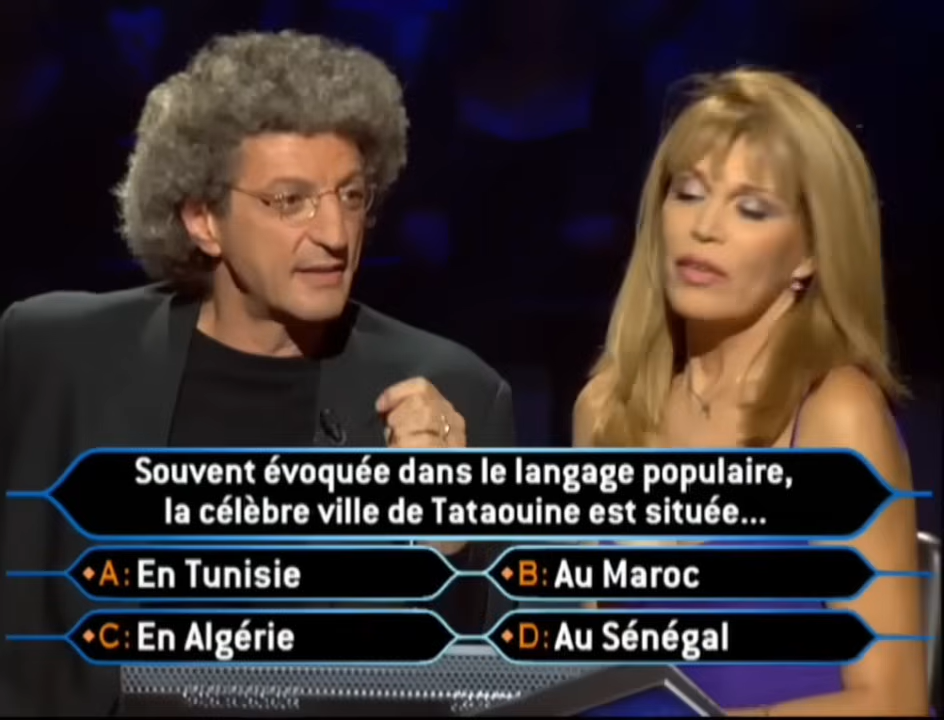 Souvent évoquée dans le langage populaire,
la célèbre ville de Tataouine est située...
A: En Tunisie
B: Au Maroc
C: En Algérie
D: Au Sénégal